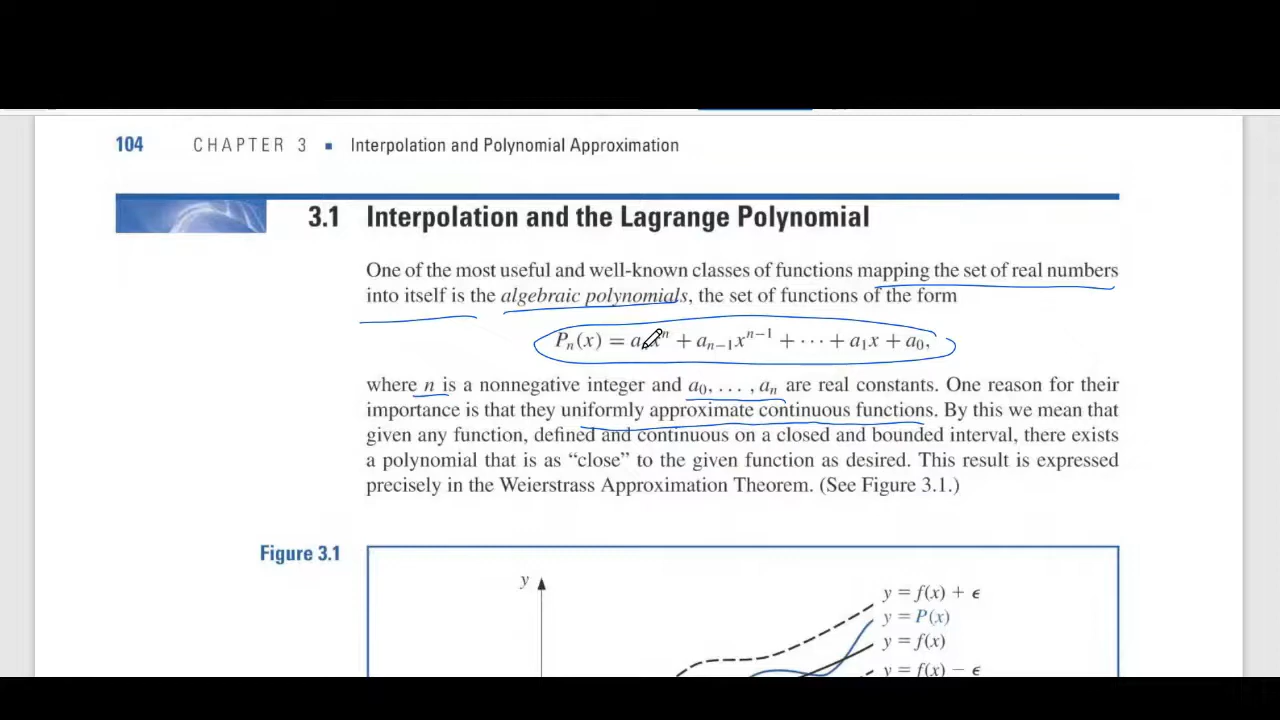 104 CHAPTER 3 ■ Interpolation and Polynomial Approximation
3.1 Interpolation and the Lagrange Polynomial
One of the most useful and well-known classes of functions mapping the set of real numbers
into itself is the algebraic polynomials, the set of functions of the form
Pₙ(x) = aₙxⁿ + aₙ₋₁xⁿ⁻¹ + ⋯ + a₁x + a₀,
where n is a nonnegative integer and a₀, … , aₙ are real constants. One reason for their
importance is that they uniformly approximate continuous functions. By this we mean that
given any function, defined and continuous on a closed and bounded interval, there exists
a polynomial that is as “close” to the given function as desired. This result is expressed
precisely in the Weierstrass Approximation Theorem. (See Figure 3.1.)
Figure 3.1
y
y = f(x) + ϵ
y = P(x)
y = f(x)
y = f(x) − ϵ